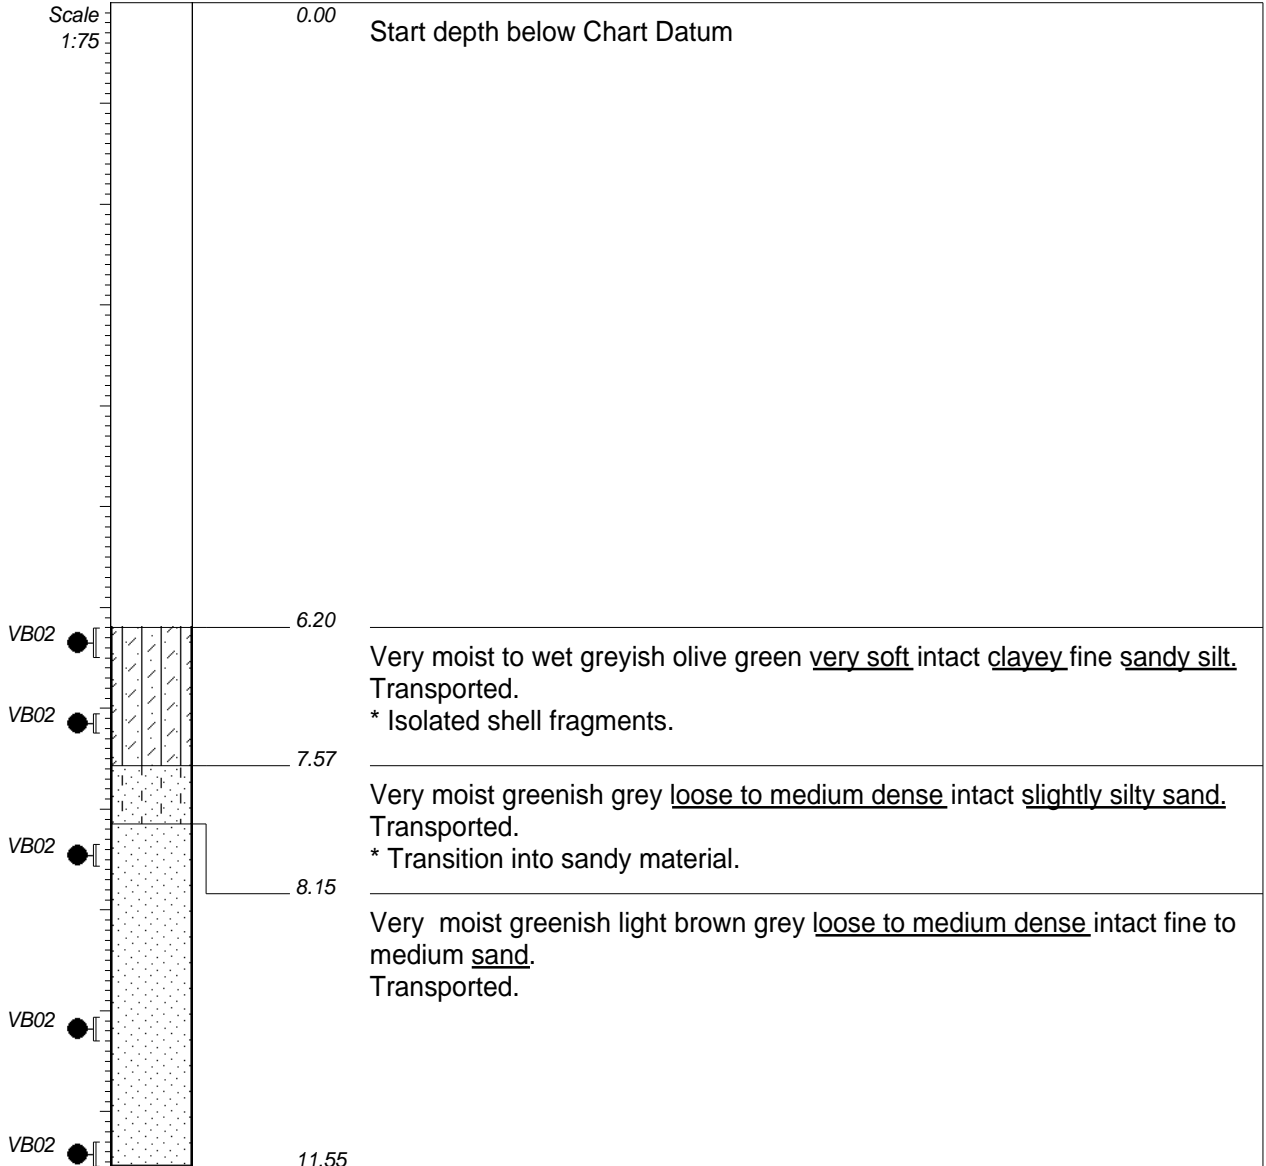 Scale
1:75
0.00
Start depth below Chart Datum
6.20
VB02
Very moist to wet greyish olive green very soft intact clayey fine sandy silt.
Transported.
VB02
* Isolated shell fragments.
7.57
Very moist greenish grey loose to medium dense intact slightly silty sand.
Transported.
VB02
* Transition into sandy material.
8.15
Very moist greenish light brown grey loose to medium dense intact fine to
medium sand.
Transported.
VB02
VB02
11.55